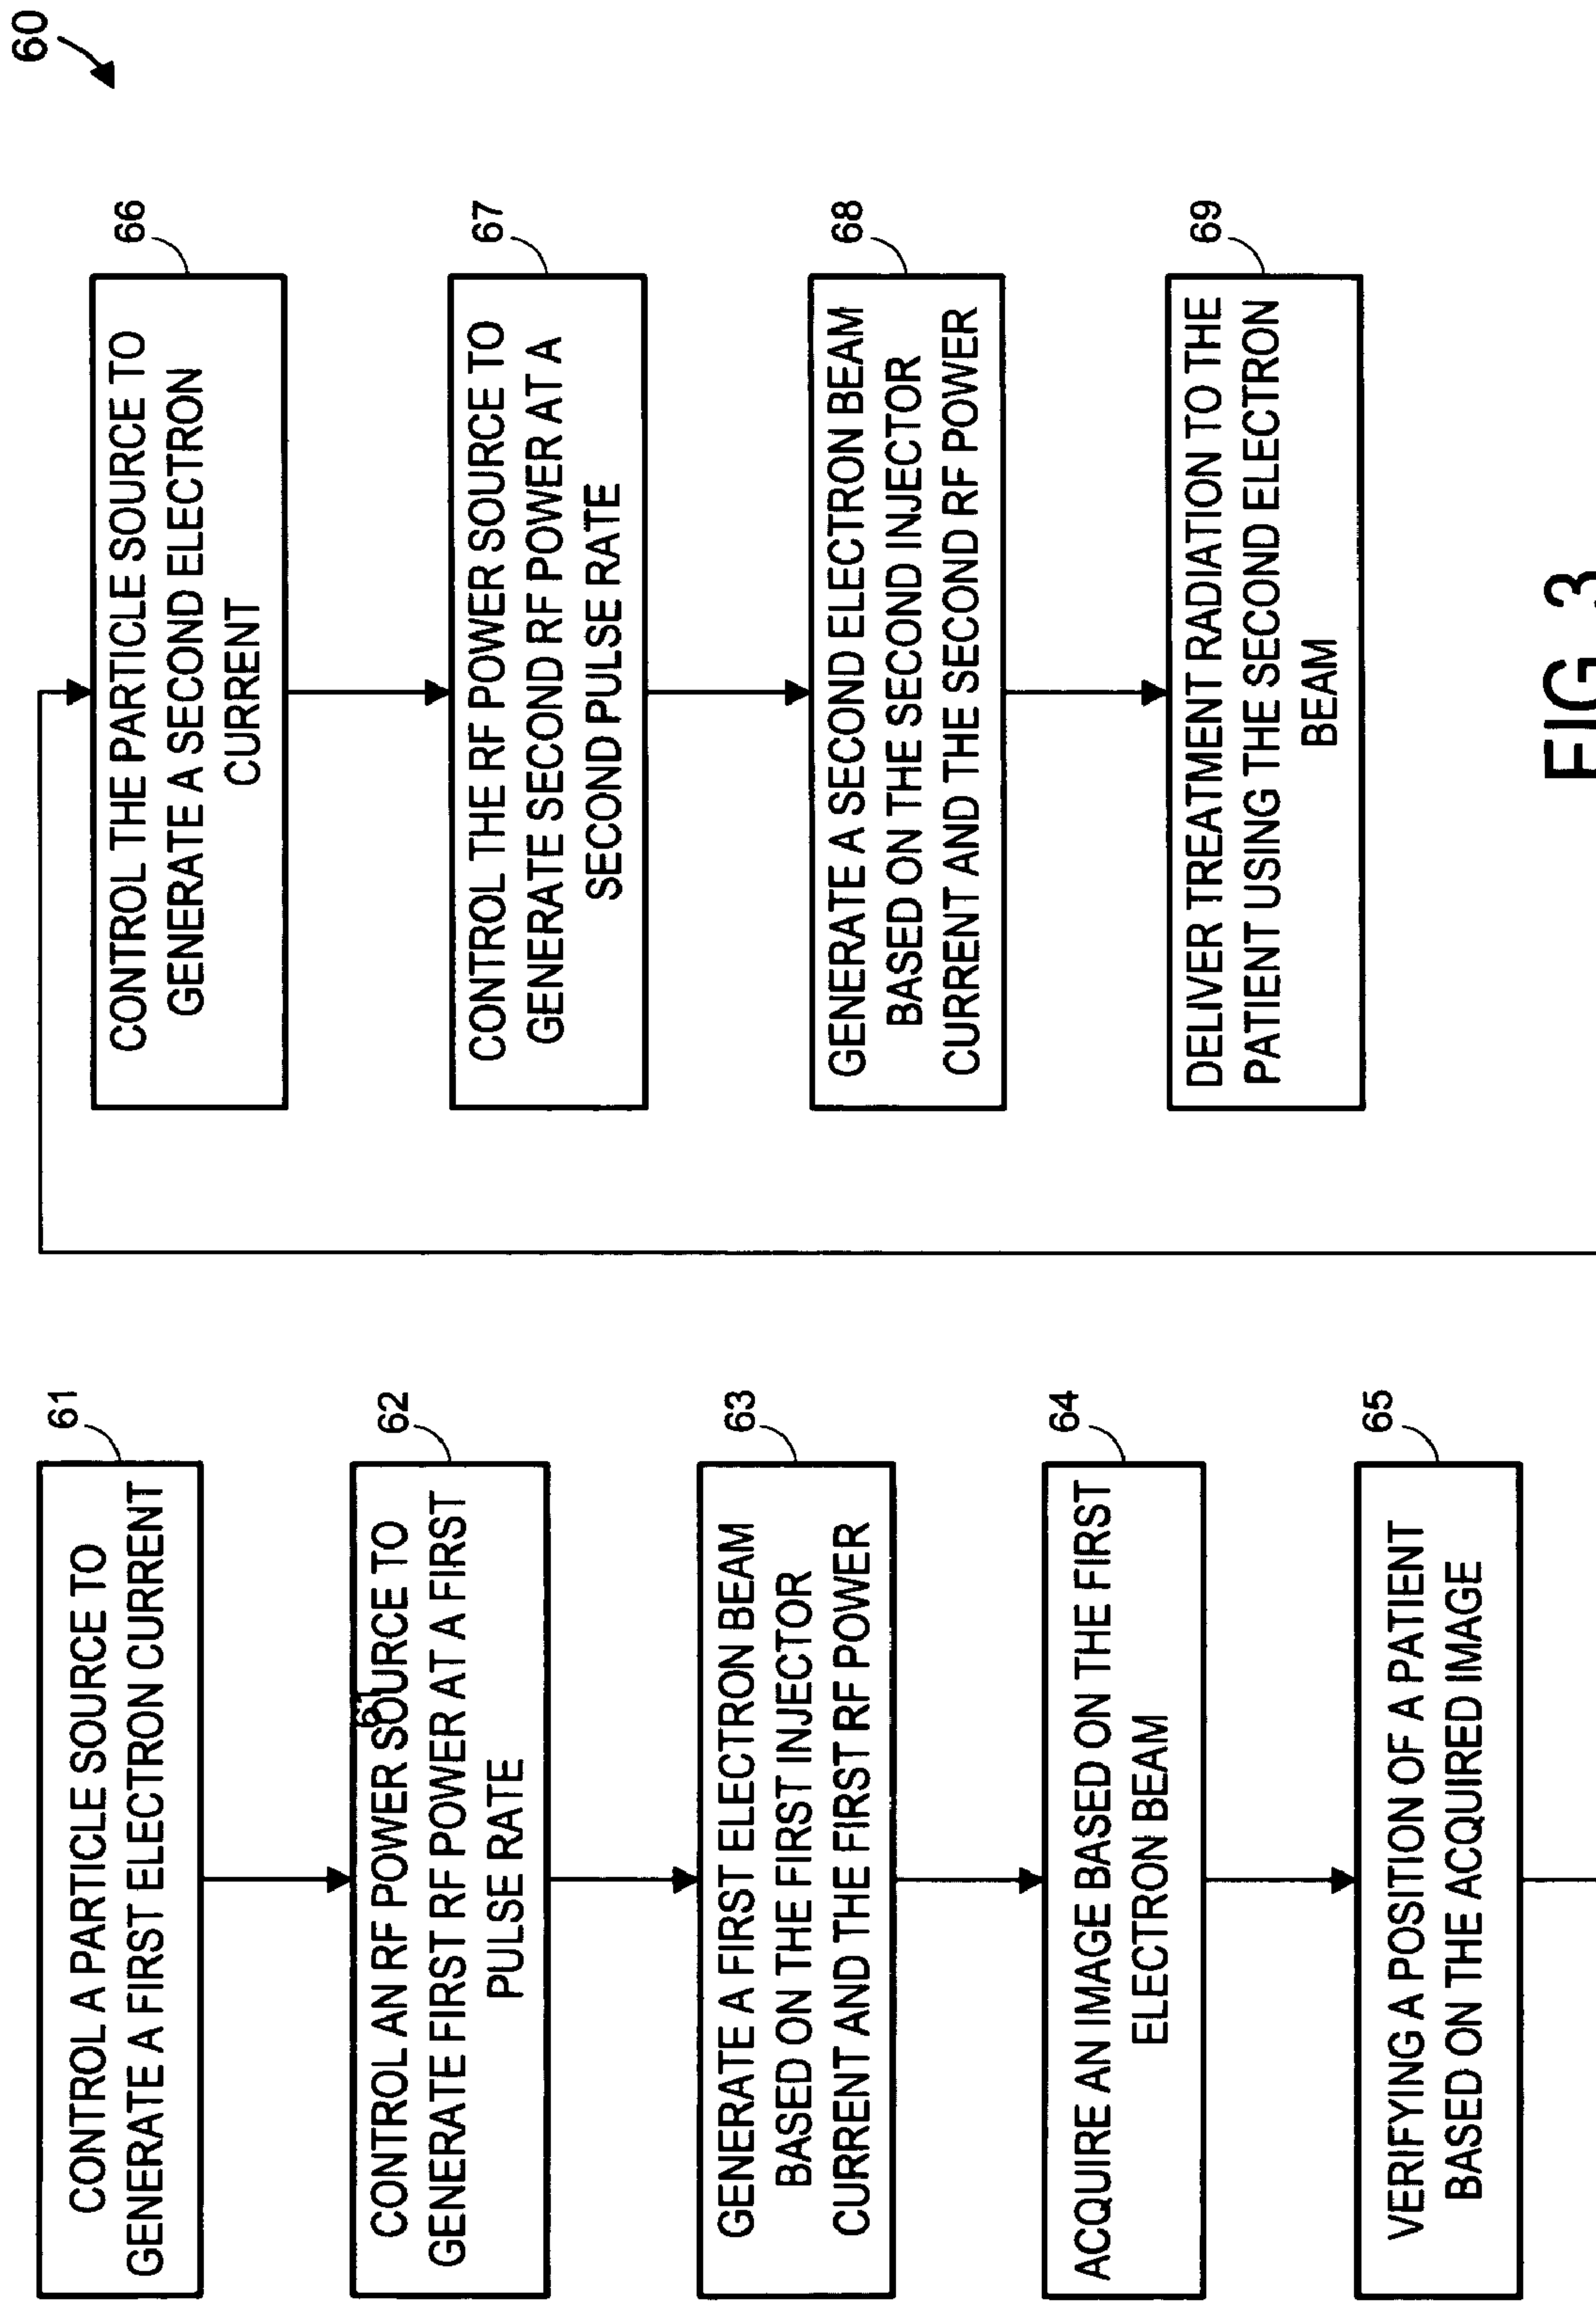 60
61
CONTROL A PARTICLE SOURCE TO
GENERATE A FIRST ELECTRON CURRENT
62
CONTROL AN RF POWER SOURCE TO
61
GENERATE FIRST RF POWER AT A FIRST
PULSE RATE
63
GENERATE A FIRST ELECTRON BEAM
BASED ON THE FIRST INJECTOR
CURRENT AND THE FIRST RF POWER
64
ACQUIRE AN IMAGE BASED ON THE FIRST
ELECTRON BEAM
65
VERIFYING A POSITION OF A PATIENT
BASED ON THE ACQUIRED IMAGE
66
CONTROL THE PARTICLE SOURCE TO
GENERATE A SECOND ELECTRON
CURRENT
67
CONTROL THE RF POWER SOURCE TO
GENERATE SECOND RF POWER AT A
SECOND PULSE RATE
68
GENERATE A SECOND ELECTRON BEAM
BASED ON THE SECOND INJECTOR
CURRENT AND THE SECOND RF POWER
69
DELIVER TREATMENT RADIATION TO THE
PATIENT USING THE SECOND ELECTRON
BEAM
FIG. 3